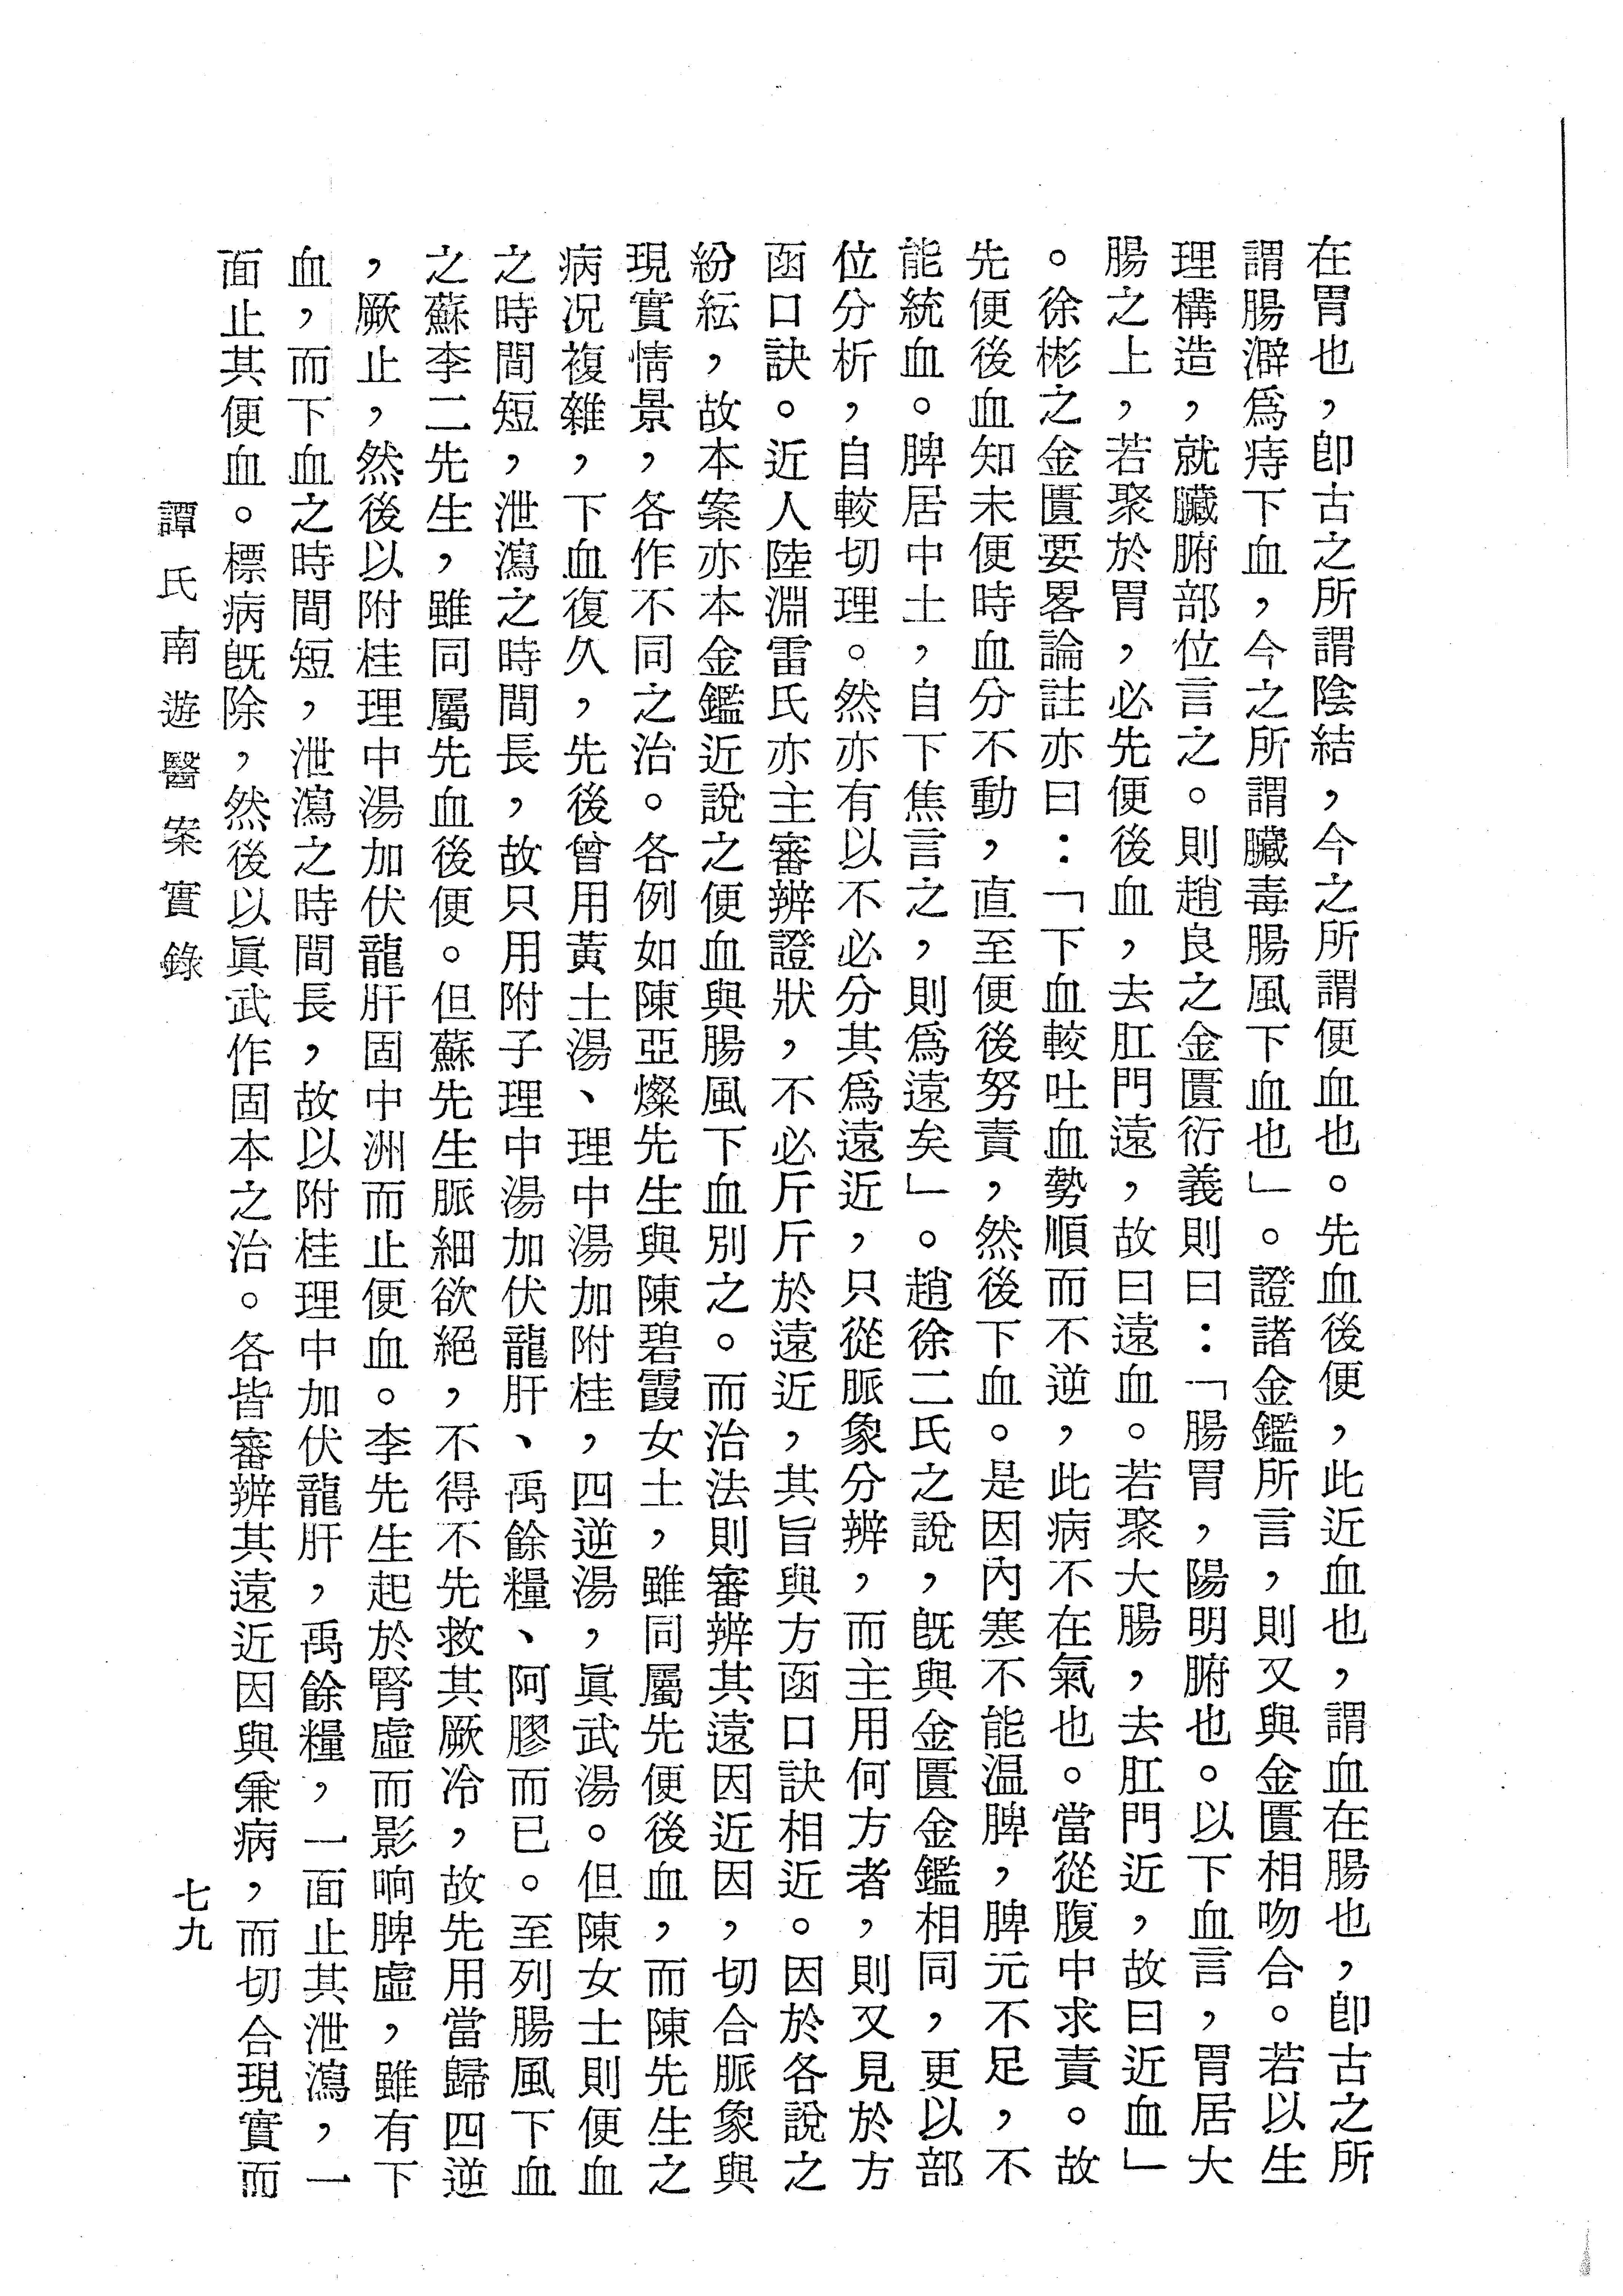 在胃也，卽古之所謂陰結，今之所謂便血也。先血後便，此近血也，謂血在腸也，卽古之所
謂腸澼爲痔下血，今之所謂臟毒腸風下血也」。證諸金鑑所言，則又與金匱相吻合。若以生
理構造，就臟腑部位言之。則趙良之金匱衍義則曰：「腸胃，陽明腑也。以下血言，胃居大
腸之上，若聚於胃，必先便後血，去肛門遠，故曰遠血。若聚大腸，去肛門近，故曰近血」
。徐彬之金匱要畧論註亦曰：「下血較吐血勢順而不逆，此病不在氣也。當從腹中求責。故
先便後血知未便時血分不動，直至便後努責，然後下血。是因內寒不能温脾，脾元不足，不
能統血。脾居中土，自下焦言之，則爲遠矣」。趙徐二氏之說，旣與金匱金鑑相同，更以部
位分析，自較切理。然亦有以不必分其爲遠近，只從脈象分辨，而主用何方者，則又見於方
函口訣。近人陸淵雷氏亦主審辨證狀，不必斤斤於遠近，其旨與方函口訣相近。因於各說之
紛紜，故本案亦本金鑑近說之便血與腸風下血別之。而治法則審辨其遠因近因，切合脈象與
現實情景，各作不同之治。各例如陳亞燦先生與陳碧霞女士，雖同屬先便後血，而陳先生之
病況複雜，下血復久，先後曾用黃土湯、理中湯加附桂，四逆湯，眞武湯。但陳女士則便血
之時間短，泄瀉之時間長，故只用附子理中湯加伏龍肝、禹餘糧、阿膠而已。至列腸風下血
之蘇李二先生，雖同屬先血後便。但蘇先生脈細欲絕，不得不先救其厥冷，故先用當歸四逆
，厥止，然後以附桂理中湯加伏龍肝固中洲而止便血。李先生起於腎虛而影响脾虛，雖有下
血，而下血之時間短，泄瀉之時間長，故以附桂理中加伏龍肝，禹餘糧，一面止其泄瀉，一
面止其便血。標病旣除，然後以眞武作固本之治。各皆審辨其遠近因與兼病，而切合現實而
譚氏南遊醫案實錄
七九